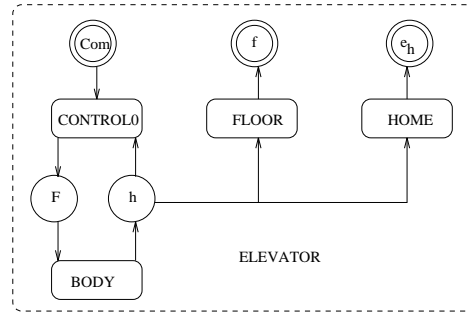 Com f e_h
CONTROL0 FLOOR HOME
F h
ELEVATOR
BODY